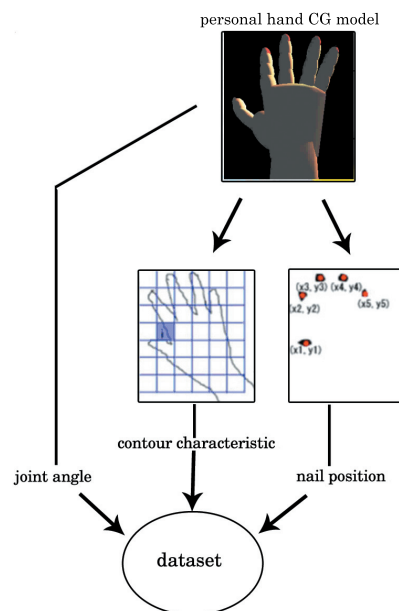 personal hand CG model
(x3, y3) (x4, y4)
(x2, y2)
(x5, y5)
(x1, y1)
contour characteristic
joint angle
nail position
dataset